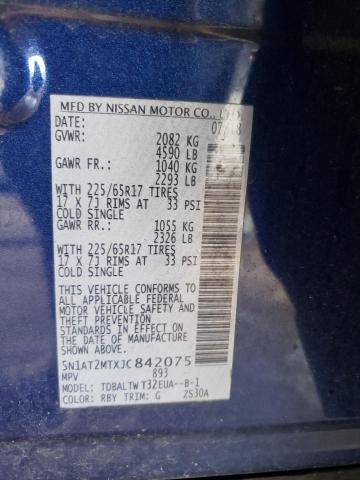 MFD BY NISSAN MOTOR CO.,
DATE:
GVWR: 2082 KG
4590 LB
GAWR FR: 1040 KG
2293 LB
WITH 225/65R17 TIRES
17 X 7J RIMS AT 33 PSI
COLD SINGLE
GAWR RR: 1055 KG
2326 LB
WITH 225/65R17 TIRES
17 X 7J RIMS AT 33 PSI
COLD SINGLE
THIS VEHICLE CONFORMS TO
ALL APPLICABLE FEDERAL
MOTOR VEHICLE SAFETY
STANDARDS IN EFFECT ON
THE DATE OF MANUFACTURE
SHOWN ABOVE.
5N1AT2MTXJC842075
MPV 893
MODEL: TDBALTW T32EUA--B-1
COLOR: RBY TRIM: G ZS30A